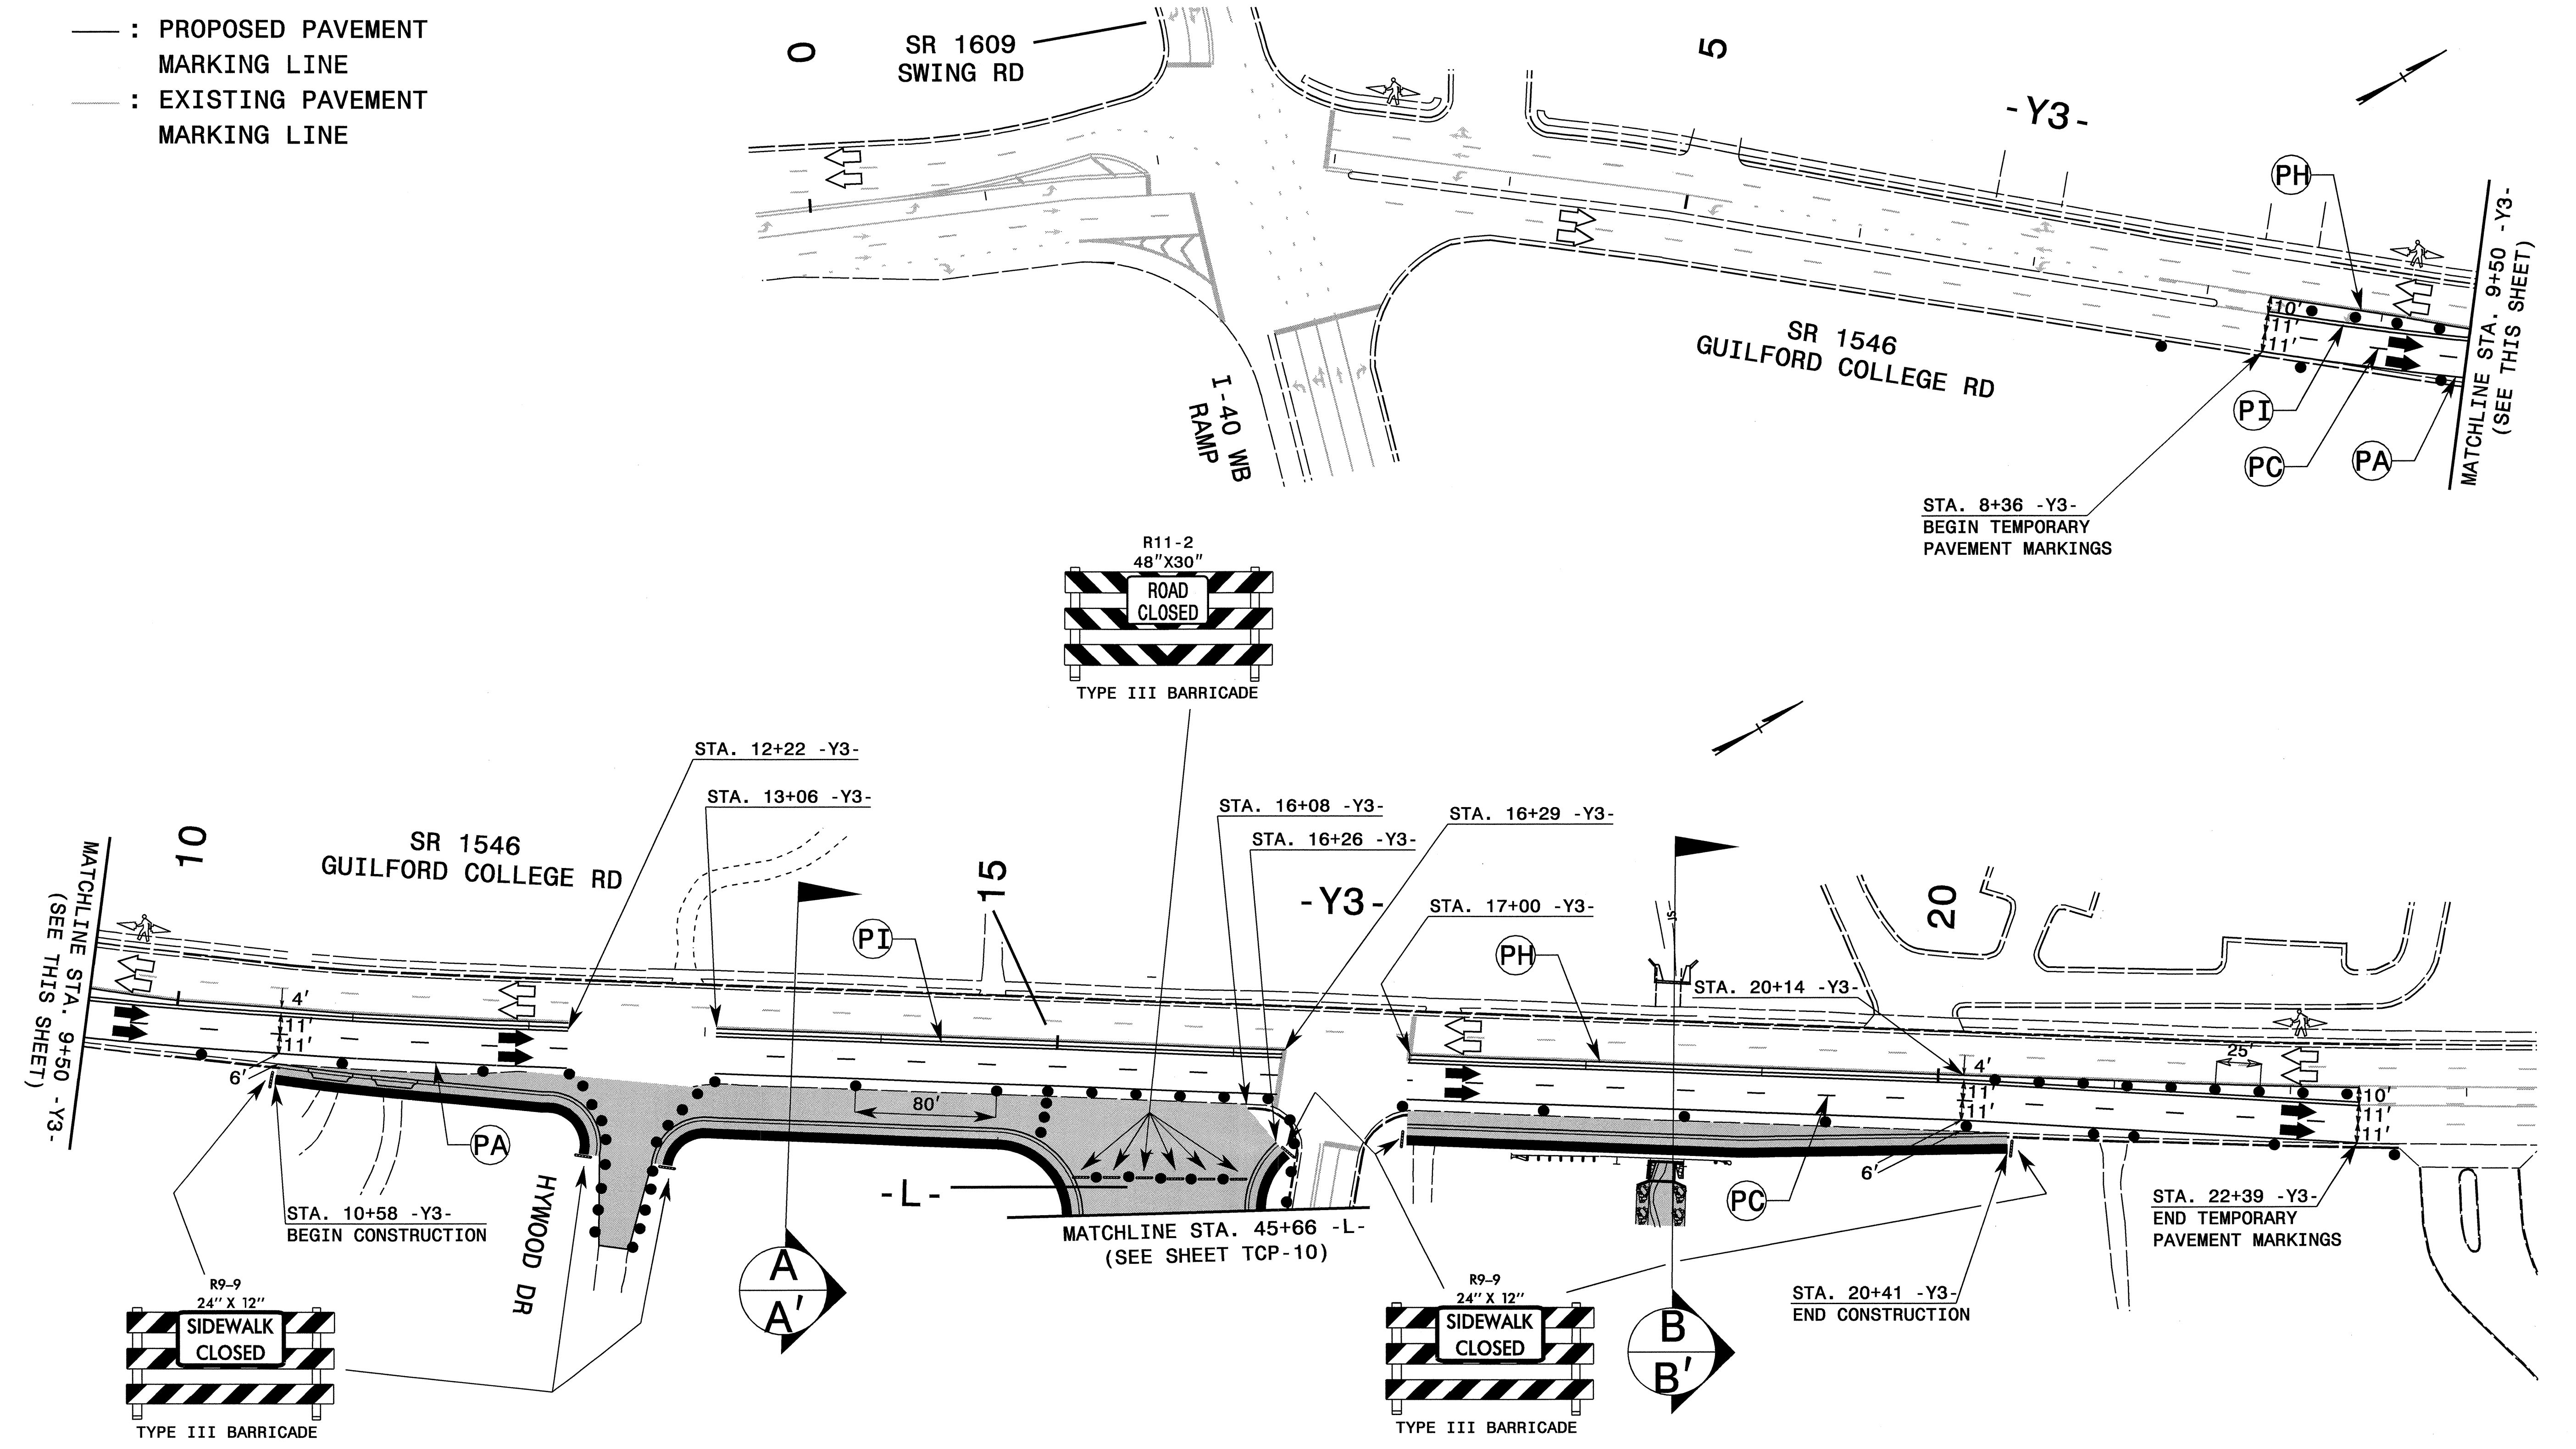 : PROPOSED PAVEMENT
MARKING LINE
: EXISTING PAVEMENT
MARKING LINE
0
SR 1609
SWING RD
5
-Y3-
PH
10'
11'
11'
SR 1546
GUILFORD COLLEGE RD
I-40 WB
RAMP
PI
PC
PA
MATCHLINE STA. 9+50 -Y3-
(SEE THIS SHEET)
STA. 8+36 -Y3-
BEGIN TEMPORARY
PAVEMENT MARKINGS
R11-2
48"X30"
ROAD
CLOSED
TYPE III BARRICADE
STA. 12+22 -Y3-
STA. 13+06 -Y3-
STA. 16+08 -Y3-
STA. 16+26 -Y3-
STA. 16+29 -Y3-
STA. 17+00 -Y3-
STA. 20+14 -Y3-
10
SR 1546
GUILFORD COLLEGE RD
15
-Y3-
20
MATCHLINE STA. 9+50 -Y3-
(SEE THIS SHEET)
PI
PH
4'
11'
11'
6'
80'
4'
11'
11'
6'
25'
10'
11'
11'
PA
PC
-L-
HYWOOD DR
STA. 10+58 -Y3-
BEGIN CONSTRUCTION
MATCHLINE STA. 45+66 -L-
(SEE SHEET TCP-10)
STA. 22+39 -Y3-
END TEMPORARY
PAVEMENT MARKINGS
STA. 20+41 -Y3-
END CONSTRUCTION
A
A'
B
B'
R9-9
24" X 12"
SIDEWALK
CLOSED
TYPE III BARRICADE
R9-9
24" X 12"
SIDEWALK
CLOSED
TYPE III BARRICADE